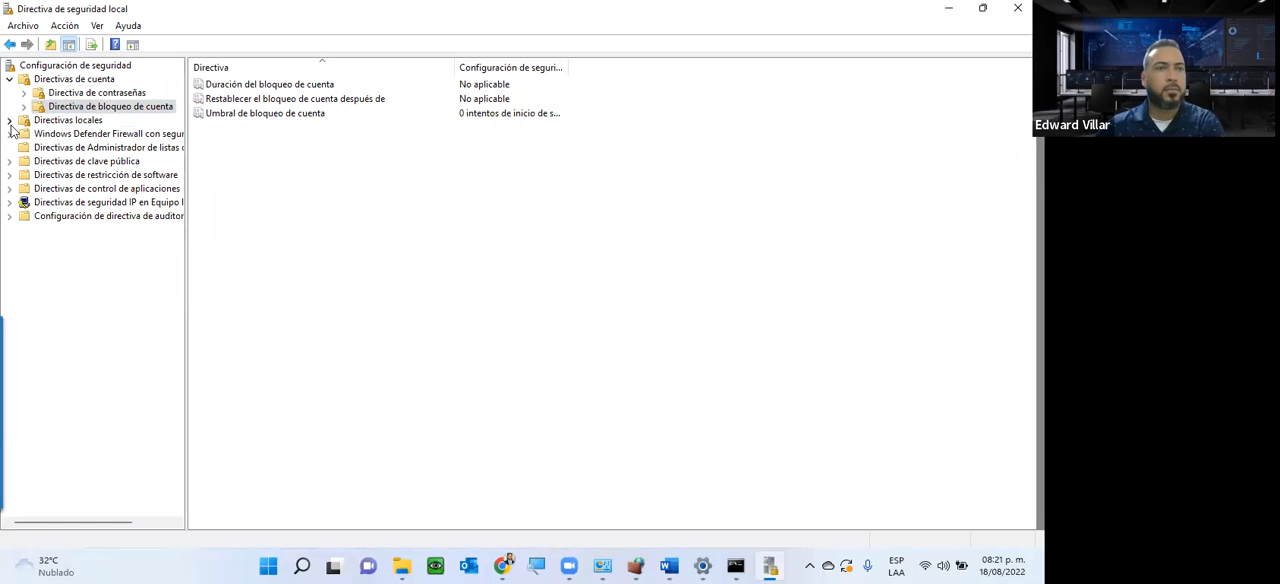 Directiva de seguridad local
Archivo Acción Ver Ayuda
Configuración de seguridad
Directivas de cuenta
Directiva de contraseñas
Directiva de bloqueo de cuenta
Directivas locales
Windows Defender Firewall con segur
Directivas de Administrador de listas
Directivas de clave pública
Directivas de restricción de software
Directivas de control de aplicaciones
Directivas de seguridad IP en Equipo
Configuración de directiva de auditor
Directiva Configuración de seguri...
Duración del bloqueo de cuenta No aplicable
Restablecer el bloqueo de cuenta después de No aplicable
Umbral de bloqueo de cuenta 0 intentos de inicio de s...
Edward Villar
32°C
Nublado
ESP
LAA
08:21 p. m.
18/08/2022